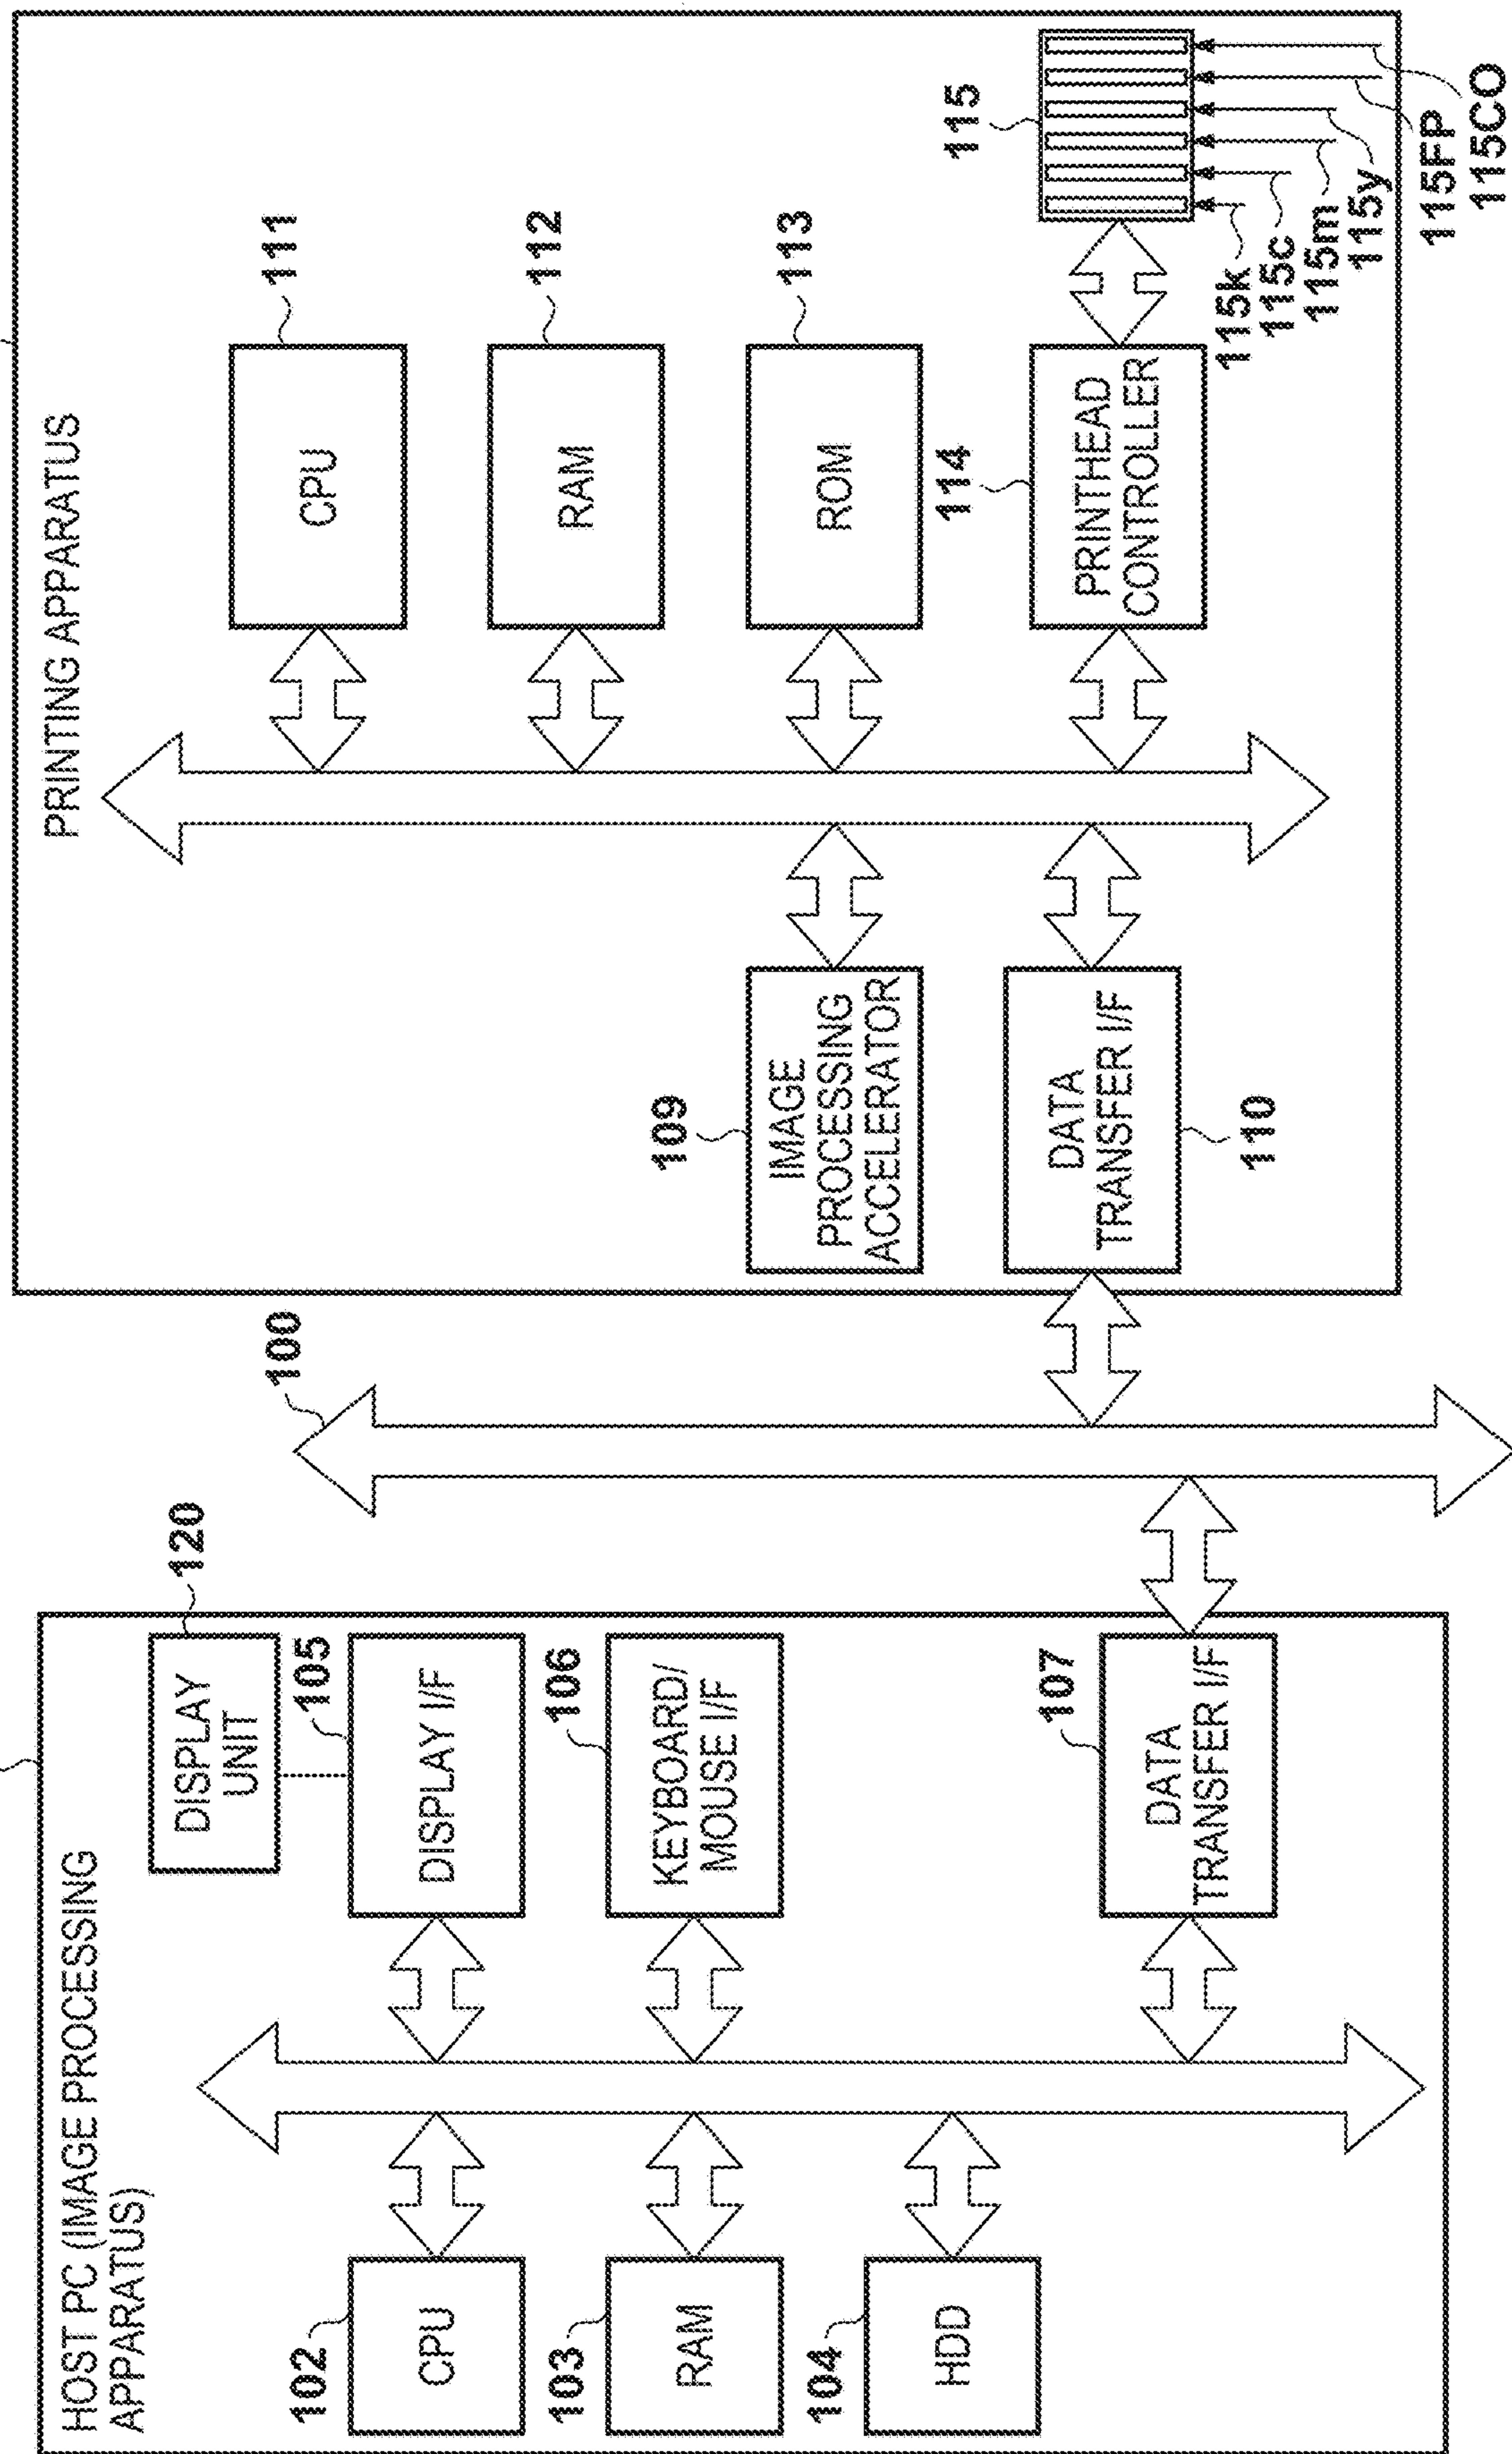 HOST PC (IMAGE PROCESSING
APPARATUS)
DISPLAY
UNIT
120
102
CPU
105
DISPLAY I/F
103
RAM
106
KEYBOARD/
MOUSE I/F
104
HDD
107
DATA
TRANSFER I/F
100
PRINTING APPARATUS
111
CPU
112
RAM
109
IMAGE
PROCESSING
ACCELERATOR
113
ROM
110
DATA
TRANSFER I/F
114
PRINTHEAD
CONTROLLER
115
115k
115c
115m
115y
115FP
115CO